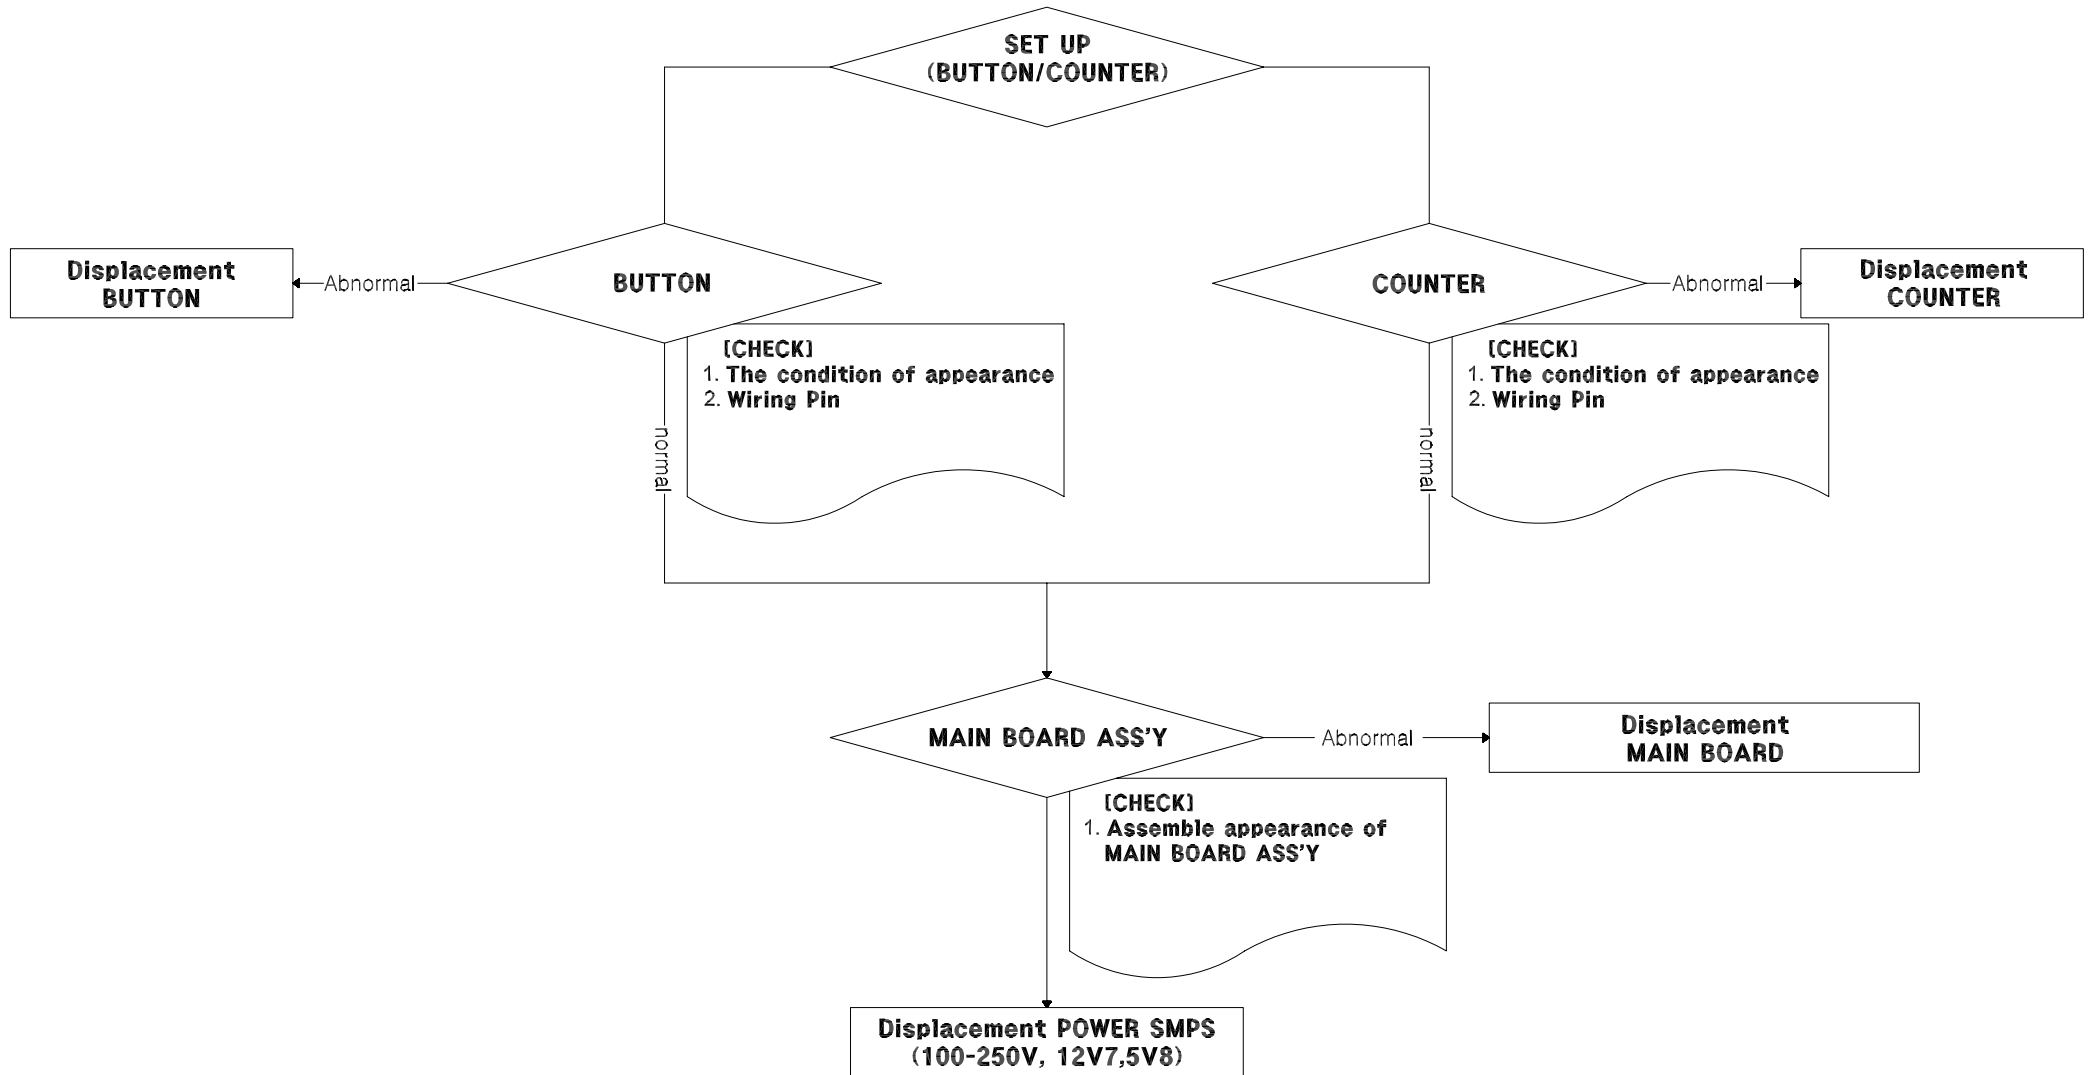 SET UP
(BUTTON/COUNTER)
Displacement
BUTTON
Abnormal
BUTTON
COUNTER
Abnormal
Displacement
COUNTER
[CHECK]
1. The condition of appearance
2. Wiring Pin
normal
[CHECK]
1. The condition of appearance
2. Wiring Pin
normal
MAIN BOARD ASS'Y
Abnormal
Displacement
MAIN BOARD
[CHECK]
1. Assemble appearance of
MAIN BOARD ASS'Y
Displacement POWER SMPS
(100-250V, 12V7,5V8)